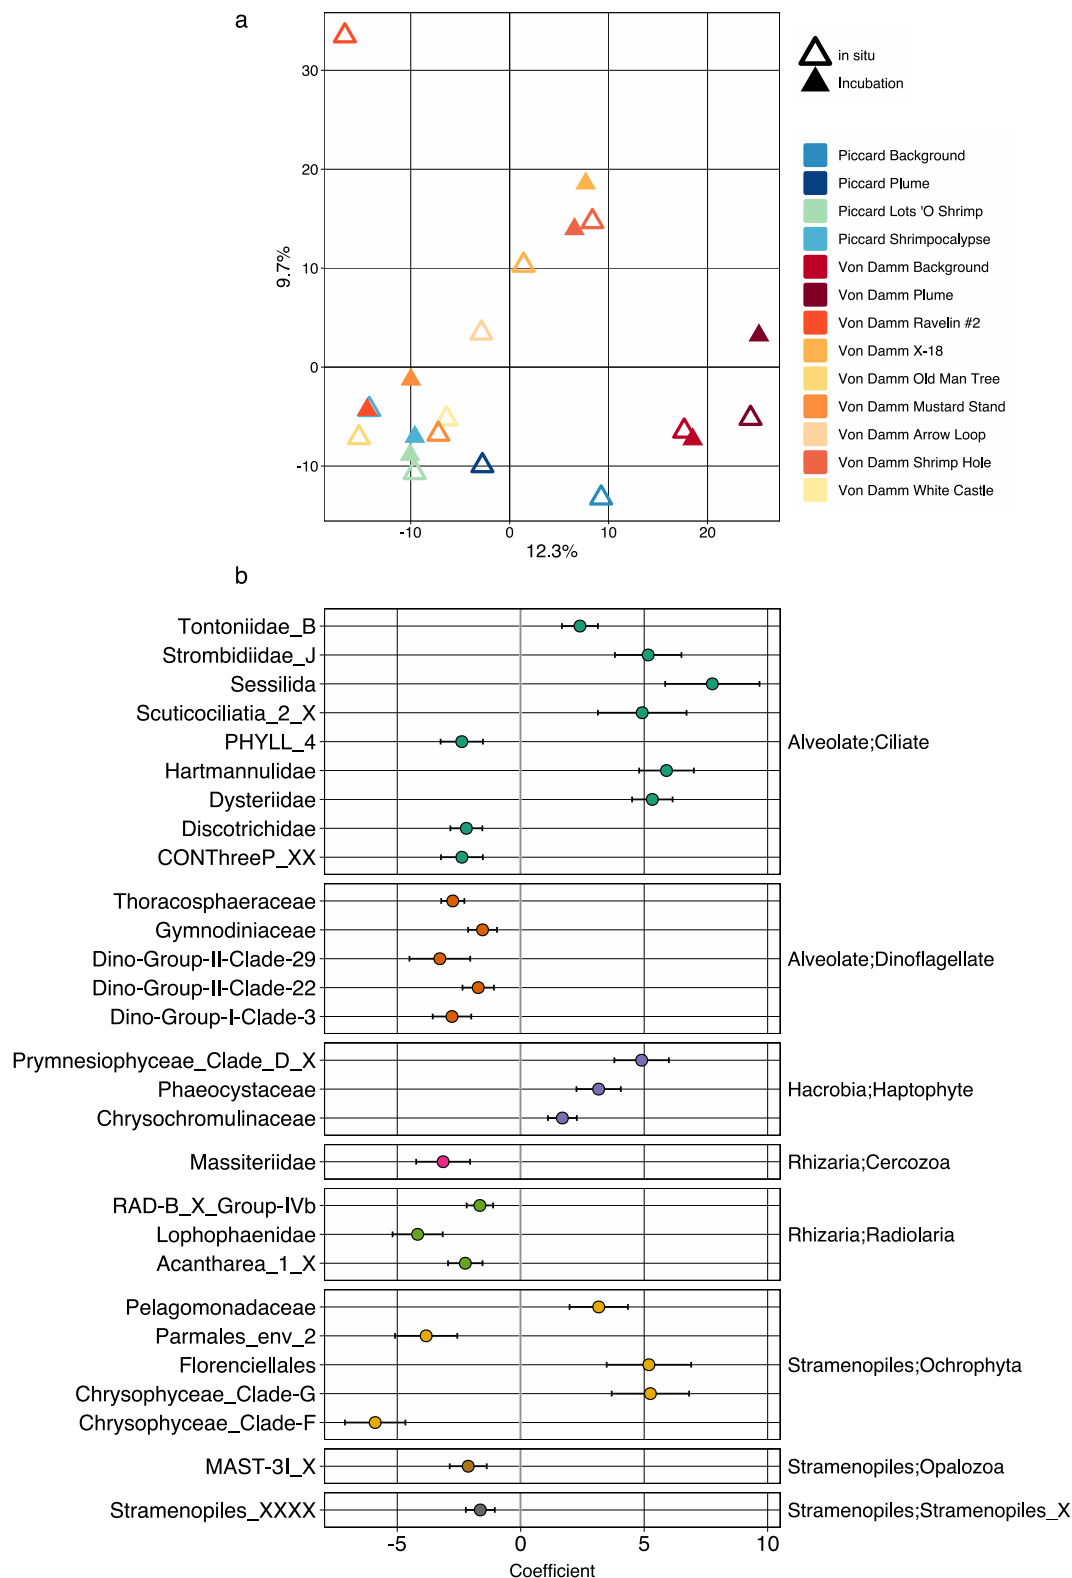 a
in situ
Incubation
Piccard Background
Piccard Plume
Piccard Lots 'O Shrimp
Piccard Shrimpocalypse
Von Damm Background
Von Damm Plume
Von Damm Ravelin #2
Von Damm X-18
Von Damm Old Man Tree
Von Damm Mustard Stand
Von Damm Arrow Loop
Von Damm Shrimp Hole
Von Damm White Castle
30
20
10
0
-10
9.7%
-10 0 10 20
12.3%
b
Tontoniidae_B
Strombidiidae_J
Sessilida
Scuticociliatia_2_X
PHYLL_4
Hartmannulidae
Dysteriidae
Discotrichidae
CONThreeP_XX
Alveolate;Ciliate
Thoracosphaeraceae
Gymnodiniaceae
Dino-Group-II-Clade-29
Dino-Group-II-Clade-22
Dino-Group-I-Clade-3
Alveolate;Dinoflagellate
Prymnesiophyceae_Clade_D_X
Phaeocystaceae
Chrysochromulinaceae
Hacrobia;Haptophyte
Massiteriidae
Rhizaria;Cercozoa
RAD-B_X_Group-IVb
Lophophaenidae
Acantharea_1_X
Rhizaria;Radiolaria
Pelagomonadaceae
Parmales_env_2
Florenciellales
Chrysophyceae_Clade-G
Chrysophyceae_Clade-F
Stramenopiles;Ochrophyta
MAST-3I_X
Stramenopiles;Opalozoa
Stramenopiles_XXXX
Stramenopiles;Stramenopiles_X
-5 0 5 10
Coefficient